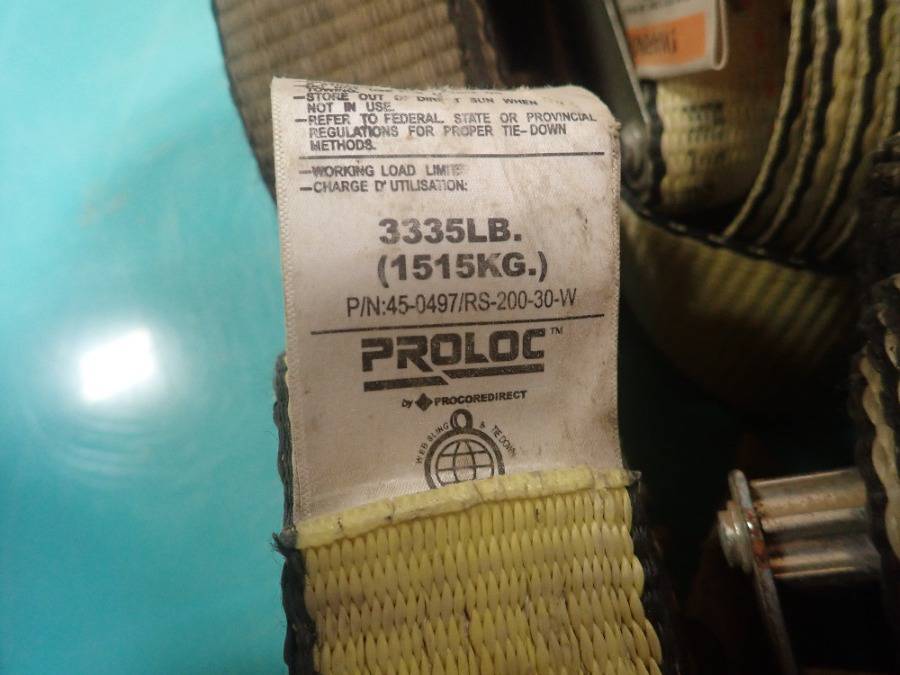 -STORE OUT OF DIRECT SUN WHEN
NOT IN USE.
-REFER TO FEDERAL. STATE OR PROVINCIAL
REGULATIONS FOR PROPER TIE-DOWN
METHODS.
-WORKING LOAD LIMIT:
-CHARGE D'UTILISATION:
3335LB.
(1515KG.)
P/N:45-0497/RS-200-30-W
PROLOC™
by PROCOREDIRECT
WEB SLING & TIE DOWN